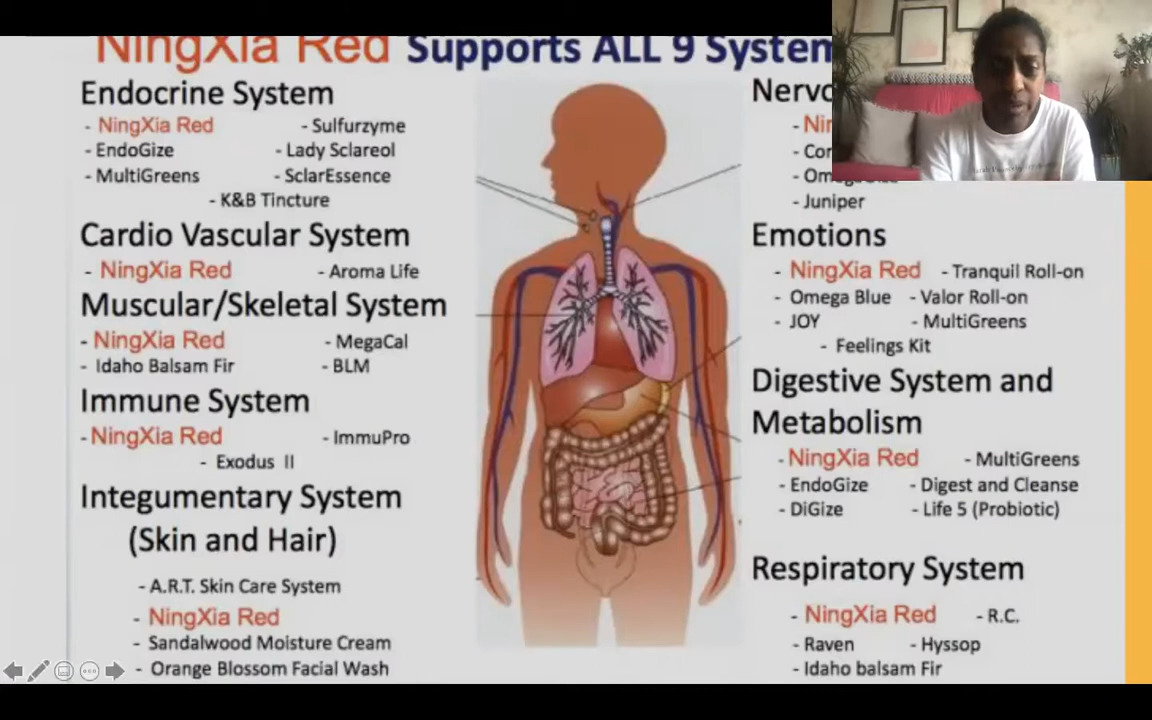 NingXia Red Supports ALL 9 System
Endocrine System
- NingXia Red - Sulfurzyme
- EndoGize - Lady Sclareol
- MultiGreens - SclarEssence
- K&B Tincture
Cardio Vascular System
- NingXia Red - Aroma Life
Muscular/Skeletal System
- NingXia Red - MegaCal
- Idaho Balsam Fir - BLM
Immune System
- NingXia Red - ImmuPro
- Exodus II
Integumentary System
(Skin and Hair)
- A.R.T. Skin Care System
- NingXia Red
- Sandalwood Moisture Cream
- Orange Blossom Facial Wash
- Juniper
Emotions
- NingXia Red - Tranquil Roll-on
- Omega Blue - Valor Roll-on
- JOY - MultiGreens
- Feelings Kit
Digestive System and
Metabolism
- NingXia Red - MultiGreens
- EndoGize - Digest and Cleanse
- DiGize - Life 5 (Probiotic)
Respiratory System
- NingXia Red - R.C.
- Raven - Hyssop
- Idaho balsam Fir